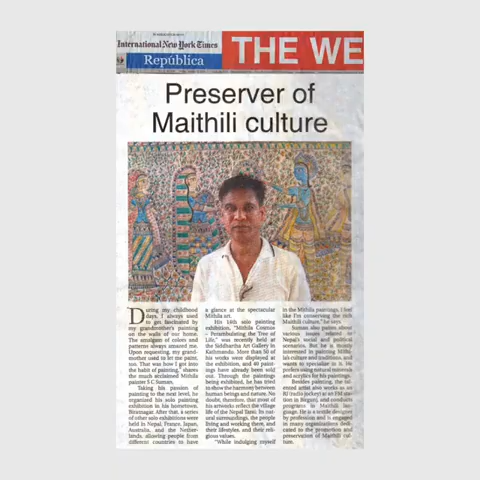 International New York Times
República
THE WE
Preserver of
Maithili culture
During my childhood
days, I always used
to get fascinated by
my grandmother's painting
on the walls of our home.
The amalgam of colors and
patterns always amazed me.
Upon requesting, my grand-
mother used to let me paint,
too. That was how I got into
the habit of painting," shares
the much acclaimed Mithila
painter S C Suman.
Taking his passion of
painting to the next level, he
organized his solo painting
exhibition in his hometown,
Biratnagar. After that, a series
of other solo exhibitions were
held in Nepal, France, Japan,
Australia, and the Nether-
lands, allowing people from
different countries to have
a glance at the spectacular
Mithila art.
His 18th solo painting
exhibition, "Mithila Cosmos
– Perambulating the Tree of
Life," was recently held at
the Siddhartha Art Gallery in
Kathmandu. More than 50 of
his works were displayed at
the exhibition, and 40 paint-
ings have already been sold
out. Through the paintings
being exhibited, he has tried
to show the harmony between
human beings and nature. No
doubt, therefore, that most of
his artworks reflect the village
life of the Nepal Tarai. Its nat-
ural surroundings, the people
living and working there, and
their lifestyles, and their reli-
gious values.
"While indulging myself
in the Mithila paintings, I feel
like I'm conserving the rich
Maithili culture," he says.
Suman also paints about
various issues related to
Nepal's social and political
scenarios. But he is mostly
interested in painting Mithi-
la's culture and tradition, and
wants to specialize in it. He
prefers using natural removes
and acrylics for his paintings.
Besides painting, the tal-
ented artist also works as an
RJ (radio jockey) at an FM sta-
tion in Birgunj, and conducts
programs in Maithili lan-
guage. He is a textile designer
by profession and is engaged
in many organizations dedi-
cated to the promotion and
preservation of Maithili cul-
ture.